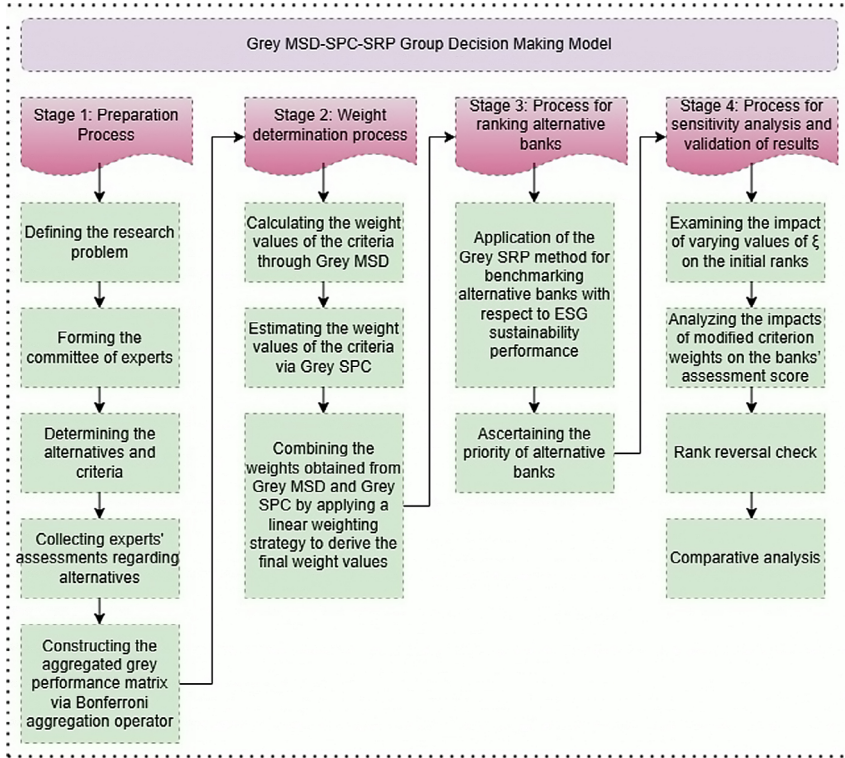 Grey MSD-SPC-SRP Group Decision Making Model
Stage 1: Preparation
Process
Defining the research
problem
Forming the
committee of experts
Determining the
alternatives and
criteria
Collecting experts'
assessments regarding
alternatives
Constructing the
aggregated grey
performance matrix
via Bonferroni
aggregation operator
Stage 2: Weight
determination process
Calculating the weight
values of the criteria
through Grey MSD
Estimating the weight
values of the criteria
via Grey SPC
Combining the
weights obtained from
Grey MSD and Grey
SPC by applying a
linear weighting
strategy to derive the
final weight values
Stage 3: Process for
ranking alternative
banks
Application of the
Grey SRP method for
benchmarking
alternative banks with
respect to ESG
sustainability
performance
Ascertaining the
priority of alternative
banks
Stage 4: Process for
sensitivity analysis and
validation of results
Examining the impact
of varying values of ξ
on the initial ranks
Analyzing the impacts
of modified criterion
weights on the banks'
assessment score
Rank reversal check
Comparative analysis